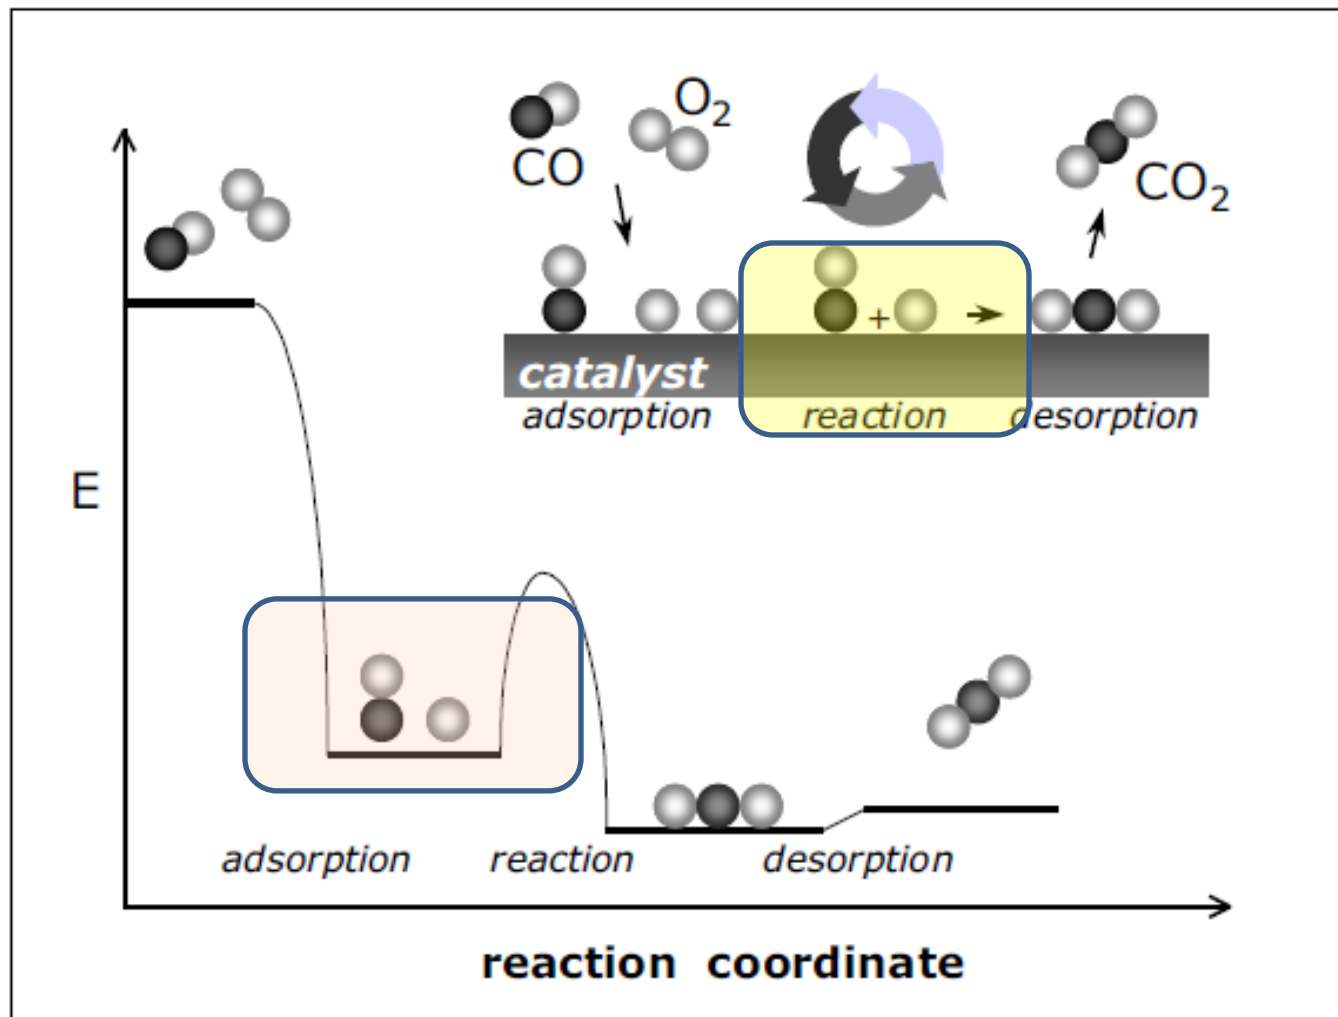 O₂
CO
CO₂
+
catalyst
adsorption reaction desorption
E
adsorption reaction desorption
reaction coordinate